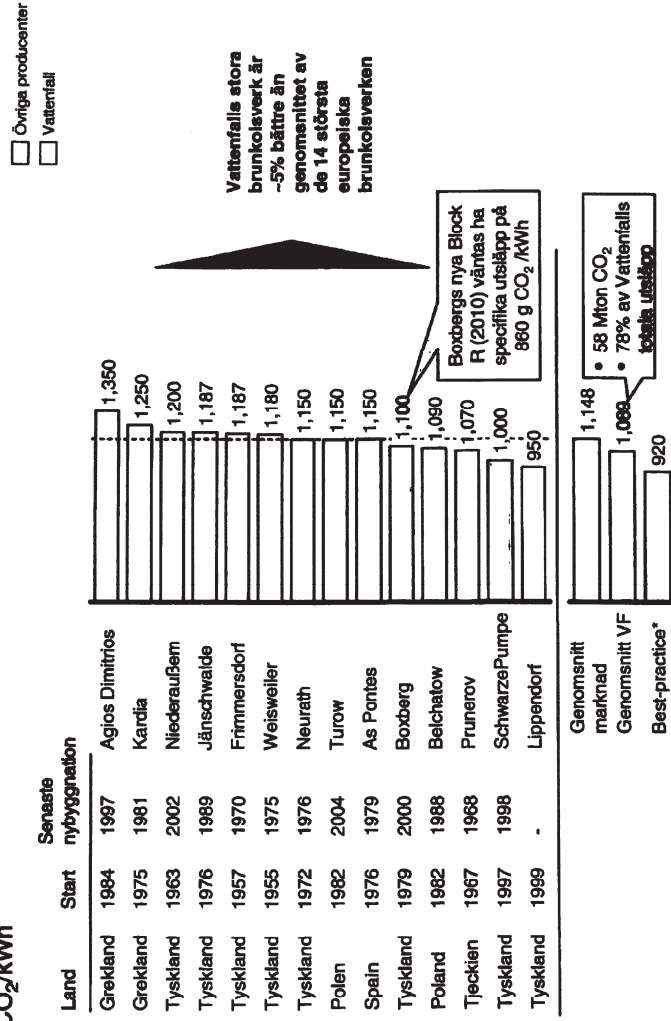 CO₂/kWh
Övriga producenter
Vattenfall
Land Start Senaste nybyggnation
Grekland 1984 1997 Agios Dimitrios 1,350
Grekland 1975 1981 Kardia 1,250
Tyskland 1963 2002 Niederaußem 1,200
Tyskland 1976 1989 Jänschwalde 1,187
Tyskland 1957 1970 Frimmersdorf 1,187
Tyskland 1955 1975 Weisweiler 1,180
Tyskland 1972 1976 Neurath 1,150
Polen 1982 2004 Turow 1,150
Spain 1976 1979 As Pontes 1,150
Tyskland 1979 2000 Boxberg 1,100
Poland 1982 1988 Belchatow 1,090
Tjeckien 1967 1968 Prunerov 1,070
Tyskland 1997 1998 SchwarzePumpe 1,000
Tyskland 1999 - Lippendorf 950
Vattenfalls stora
brunkolsverk är
~5% bättre än
genomsnittet av
de 14 största
europeiska
brunkolsverken
Boxbergs nya Block
R (2010) väntas ha
specifika utsläpp på
860 g CO₂ /kWh
Genomsnitt
marknad 1,148
Genomsnitt VF 1,089
Best-practice* 920
• 58 Mton CO₂
• 78% av Vattenfalls
totala utsläpp